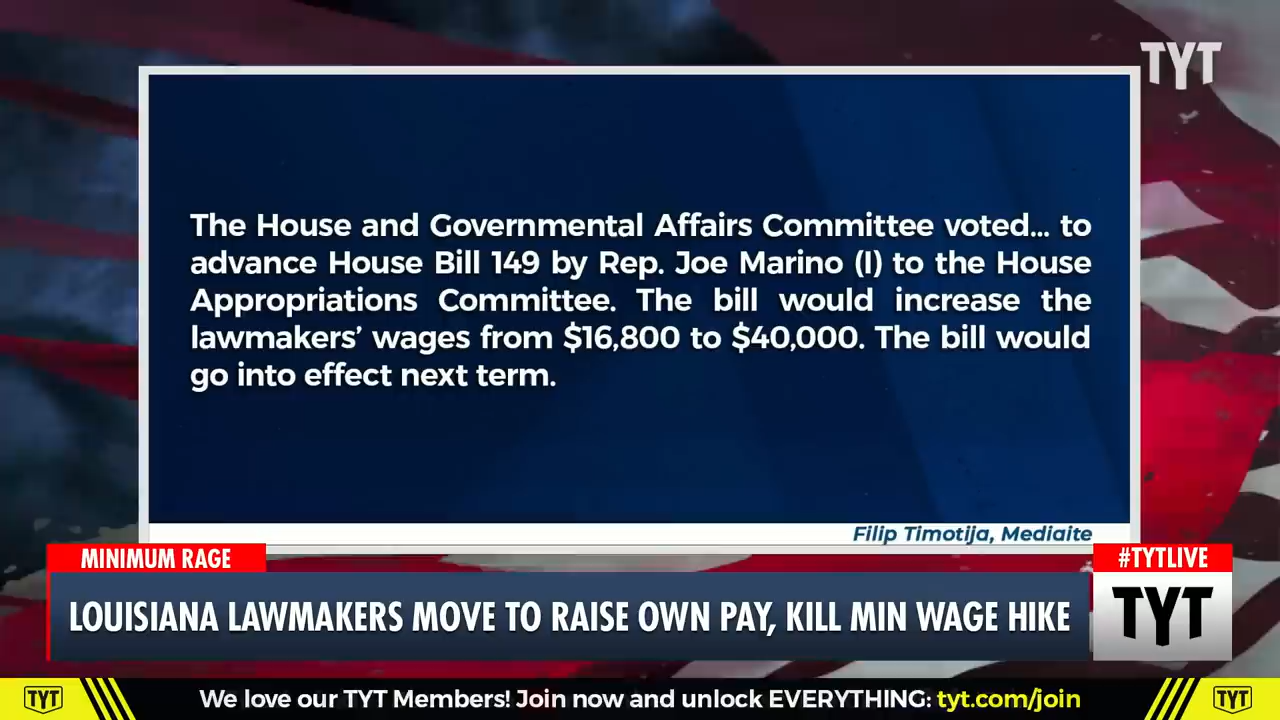 TYT
The House and Governmental Affairs Committee voted... to
advance House Bill 149 by Rep. Joe Marino (I) to the House
Appropriations Committee. The bill would increase the
lawmakers’ wages from $16,800 to $40,000. The bill would
go into effect next term.
Filip Timotija, Mediaite
MINIMUM RAGE
#TYTLIVE
LOUISIANA LAWMAKERS MOVE TO RAISE OWN PAY, KILL MIN WAGE HIKE
TYT
TYT
We love our TYT Members! Join now and unlock EVERYTHING: tyt.com/join
TYT